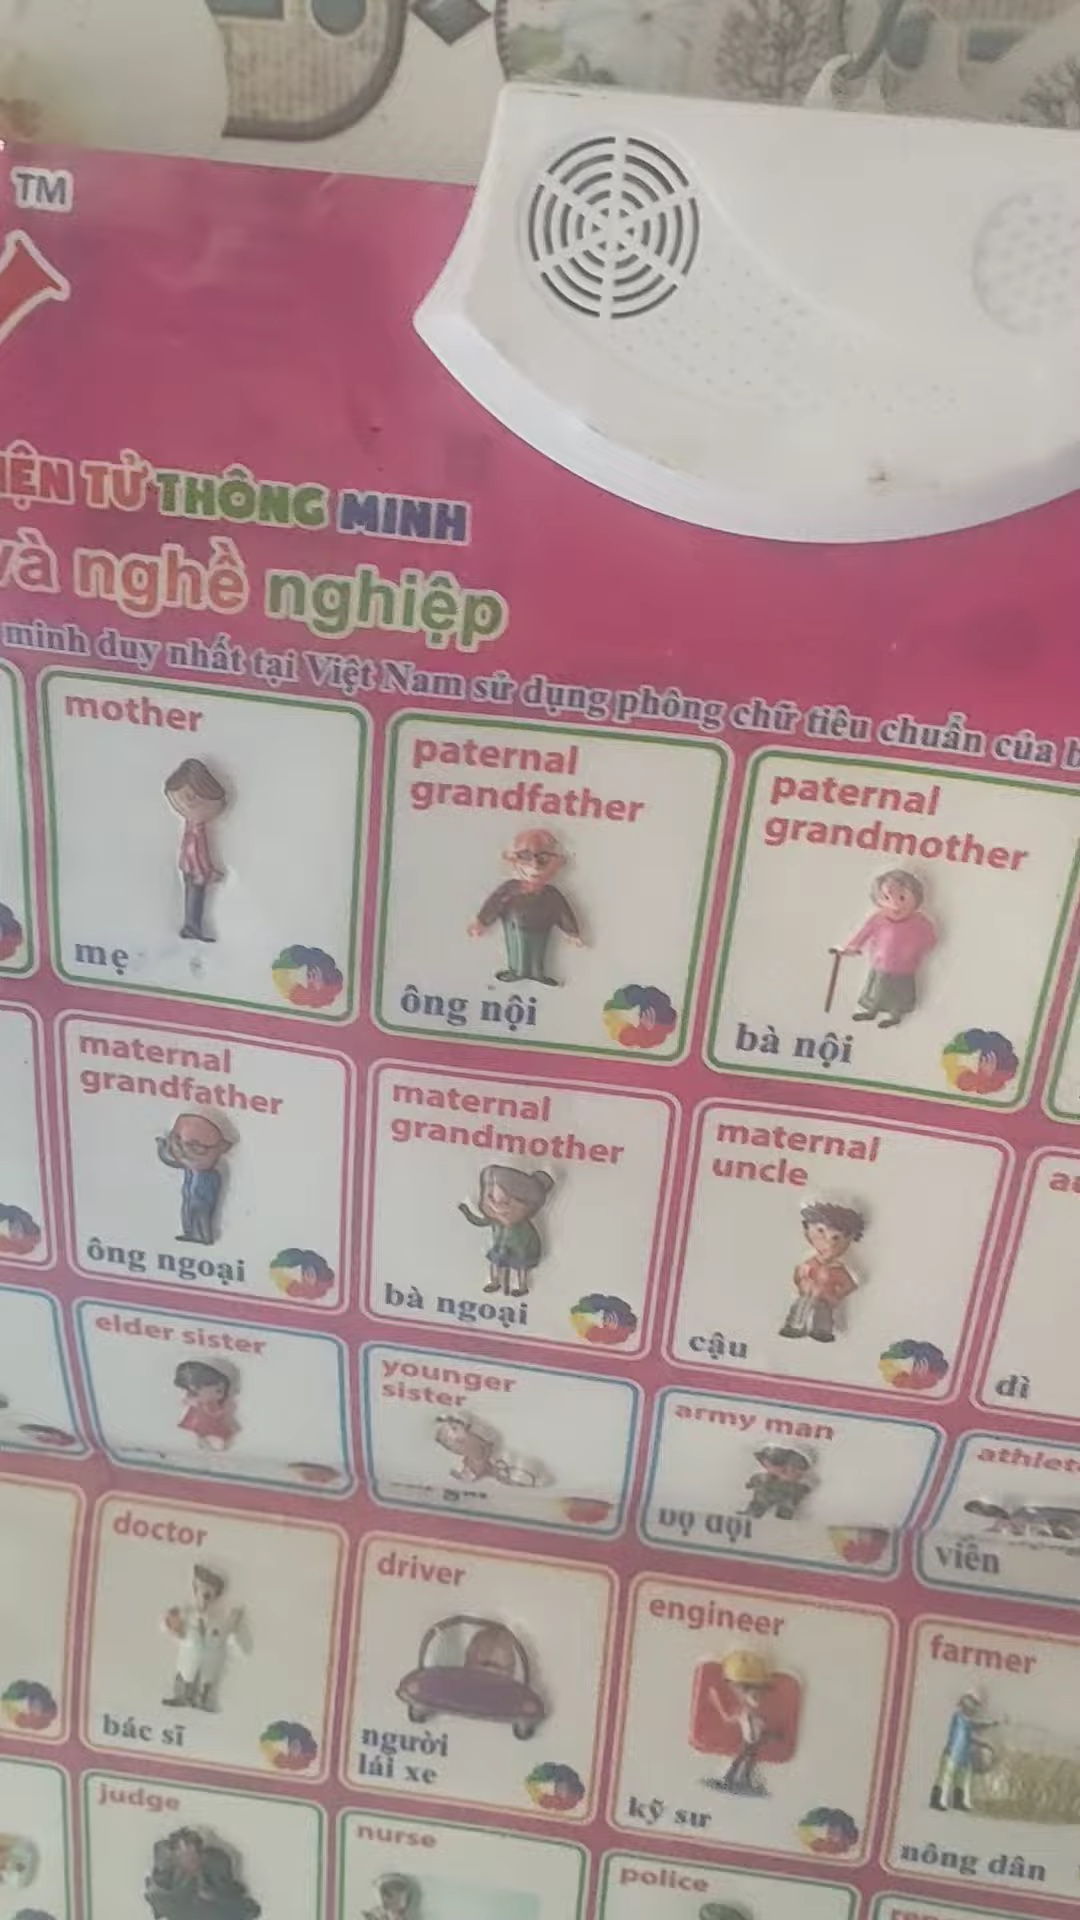 TM
ỆN TỬ THÔNG MINH
và nghề nghiệp
minh duy nhất tại Việt Nam sử dụng phông chữ tiêu chuẩn của b
mother
mẹ
paternal
grandfather
ông nội
paternal
grandmother
bà nội
maternal
grandfather
ông ngoại
maternal
grandmother
bà ngoại
maternal
uncle
cậu
dì
elder sister
younger
sister
army man
bộ đội
athlet
viên
doctor
bác sĩ
driver
người
lái xe
engineer
kỹ sư
farmer
nông dân
judge
nurse
police